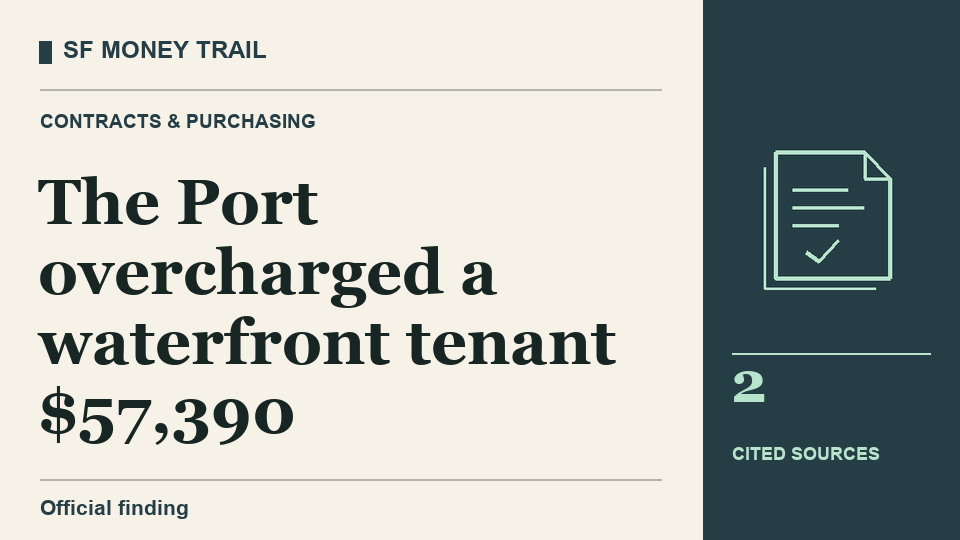 SF MONEY TRAIL
CONTRACTS & PURCHASING
The Port
overcharged a
waterfront tenant
$57,390
Official finding
2
CITED SOURCES